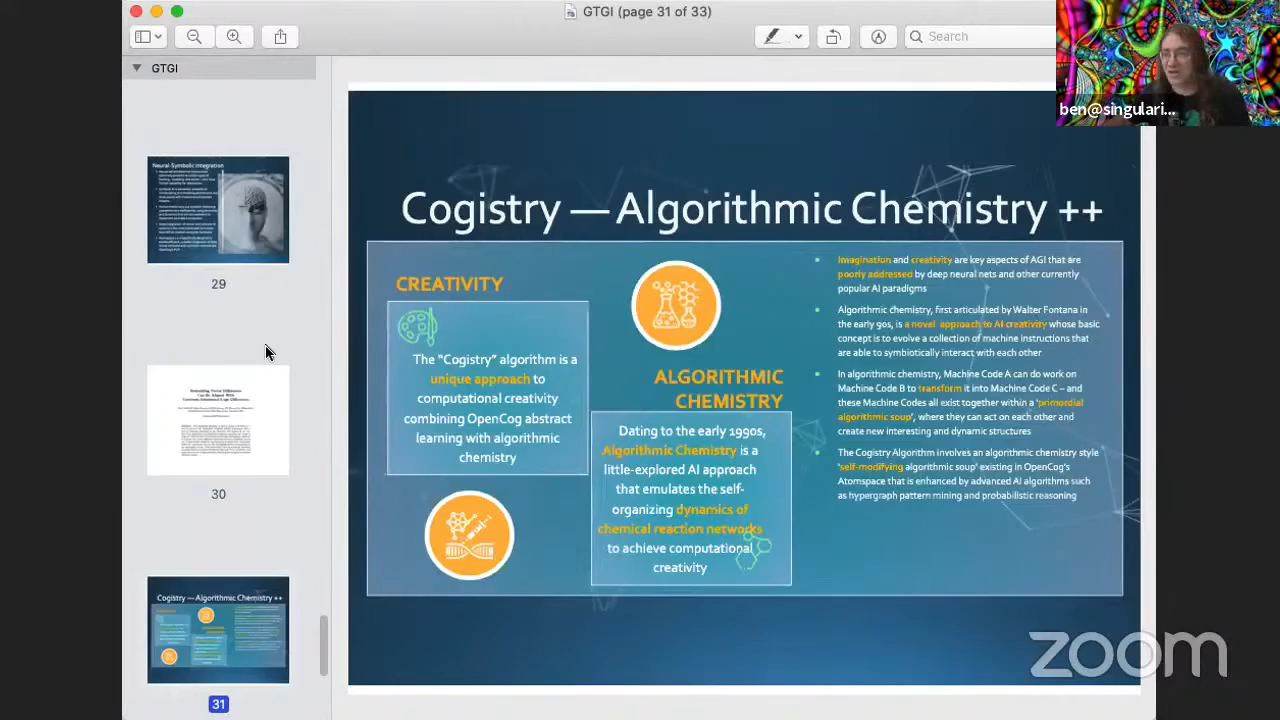 GTGI (page 31 of 33)
Search
GTGI
ben@singulari...
Neural-Symbolic Integration
29
30
Cogistry — Algorithmic Chemistry ++
31
Cogistry — Algorithmic Chemistry ++
CREATIVITY
The "Cogistry" algorithm is a
unique approach to
computational creativity
combining OpenCog abstract
learning with algorithmic
chemistry
ALGORITHMIC
CHEMISTRY
Dating to the early 1990s,
Algorithmic Chemistry is a
little-explored AI approach
that emulates the self-
organizing dynamics of
chemical reaction networks
to achieve computational
creativity
Imagination and creativity are key aspects of AGI that are
poorly addressed by deep neural nets and other currently
popular AI paradigms
Algorithmic chemistry, first articulated by Walter Fontana in
the early 90s, is a novel approach to AI creativity whose basic
concept is to evolve a collection of machine instructions that
are able to symbiotically interact with each other
In algorithmic chemistry, Machine Code A can do work on
Machine Code B to transform it into Machine Code C – and
these Machine Codes all exist together within a 'primordial
algorithmic soup', where they can act on each other and
create new interesting and dynamic structures
The Cogistry Algorithm involves an algorithmic chemistry style
'self-modifying algorithmic soup' existing in OpenCog's
Atomspace that is enhanced by advanced AI algorithms such
as hypergraph pattern mining and probabilistic reasoning
zoom